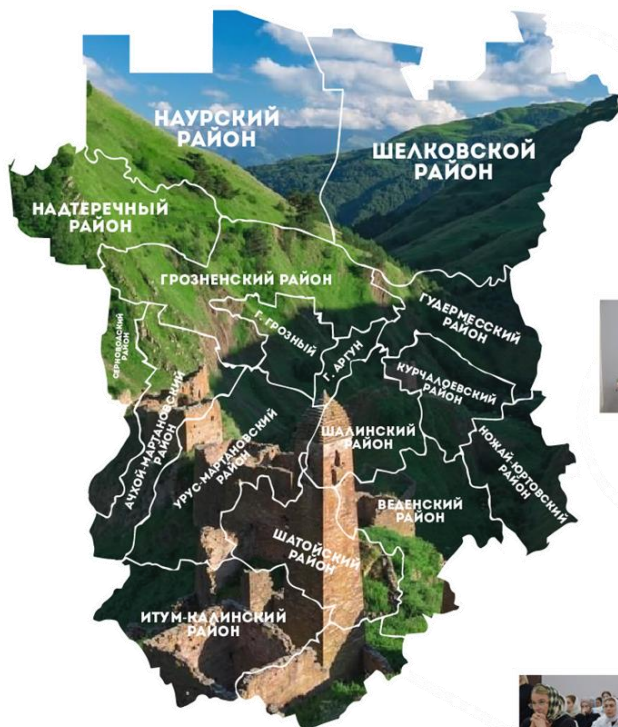 НАУРСКИЙ
РАЙОН
ШЕЛКОВСКОЙ
РАЙОН
НАДТЕРЕЧНЫЙ
РАЙОН
ГРОЗНЕНСКИЙ РАЙОН
ГУДЕРМЕССКИЙ
РАЙОН
СЕРНОВОДСКИЙ
РАЙОН
Г. ГРОЗНЫЙ
Г. АРГУН
КУРЧАЛОЕВСКИЙ
РАЙОН
АЧХОЙ-МАРТАНОВСКИЙ
РАЙОН
УРУС-МАРТАНОВСКИЙ
РАЙОН
ШАЛИНСКИЙ
РАЙОН
НОЖАЙ-ЮРТОВСКИЙ
РАЙОН
ВЕДЕНСКИЙ
РАЙОН
ШАТОЙСКИЙ
РАЙОН
ИТУМ-КАЛИНСКИЙ
РАЙОН